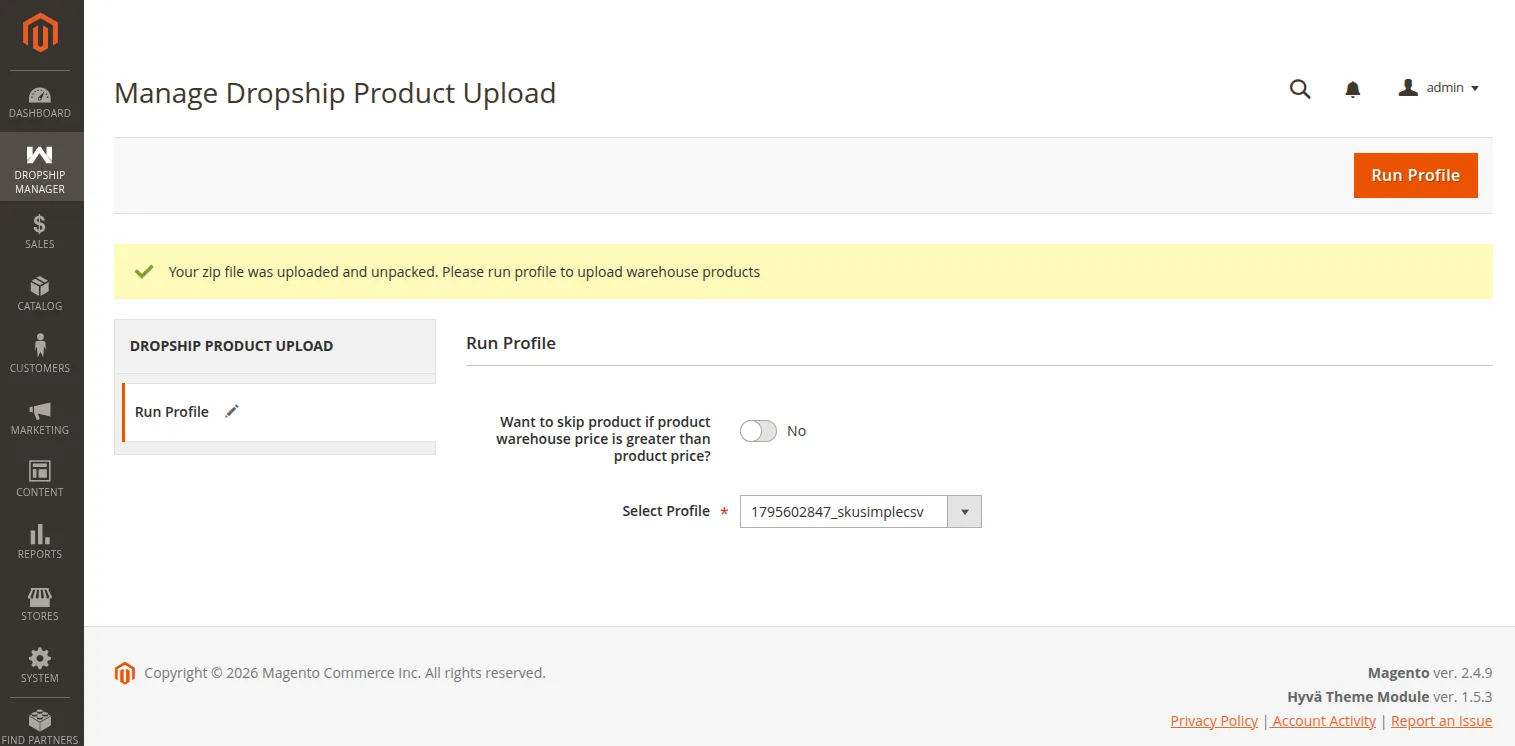 Manage Dropship Product Upload
admin
DASHBOARD
DROPSHIP
MANAGER
SALES
CATALOG
CUSTOMERS
MARKETING
CONTENT
REPORTS
STORES
SYSTEM
FIND PARTNERS
Run Profile
Your zip file was uploaded and unpacked. Please run profile to upload warehouse products
DROPSHIP PRODUCT UPLOAD
Run Profile
Run Profile
Want to skip product if product
warehouse price is greater than
product price?
No
Select Profile *
1795602847_skusimplecsv
Copyright © 2026 Magento Commerce Inc. All rights reserved.
Magento ver. 2.4.9
Hyvä Theme Module ver. 1.5.3
Privacy Policy | Account Activity | Report an Issue